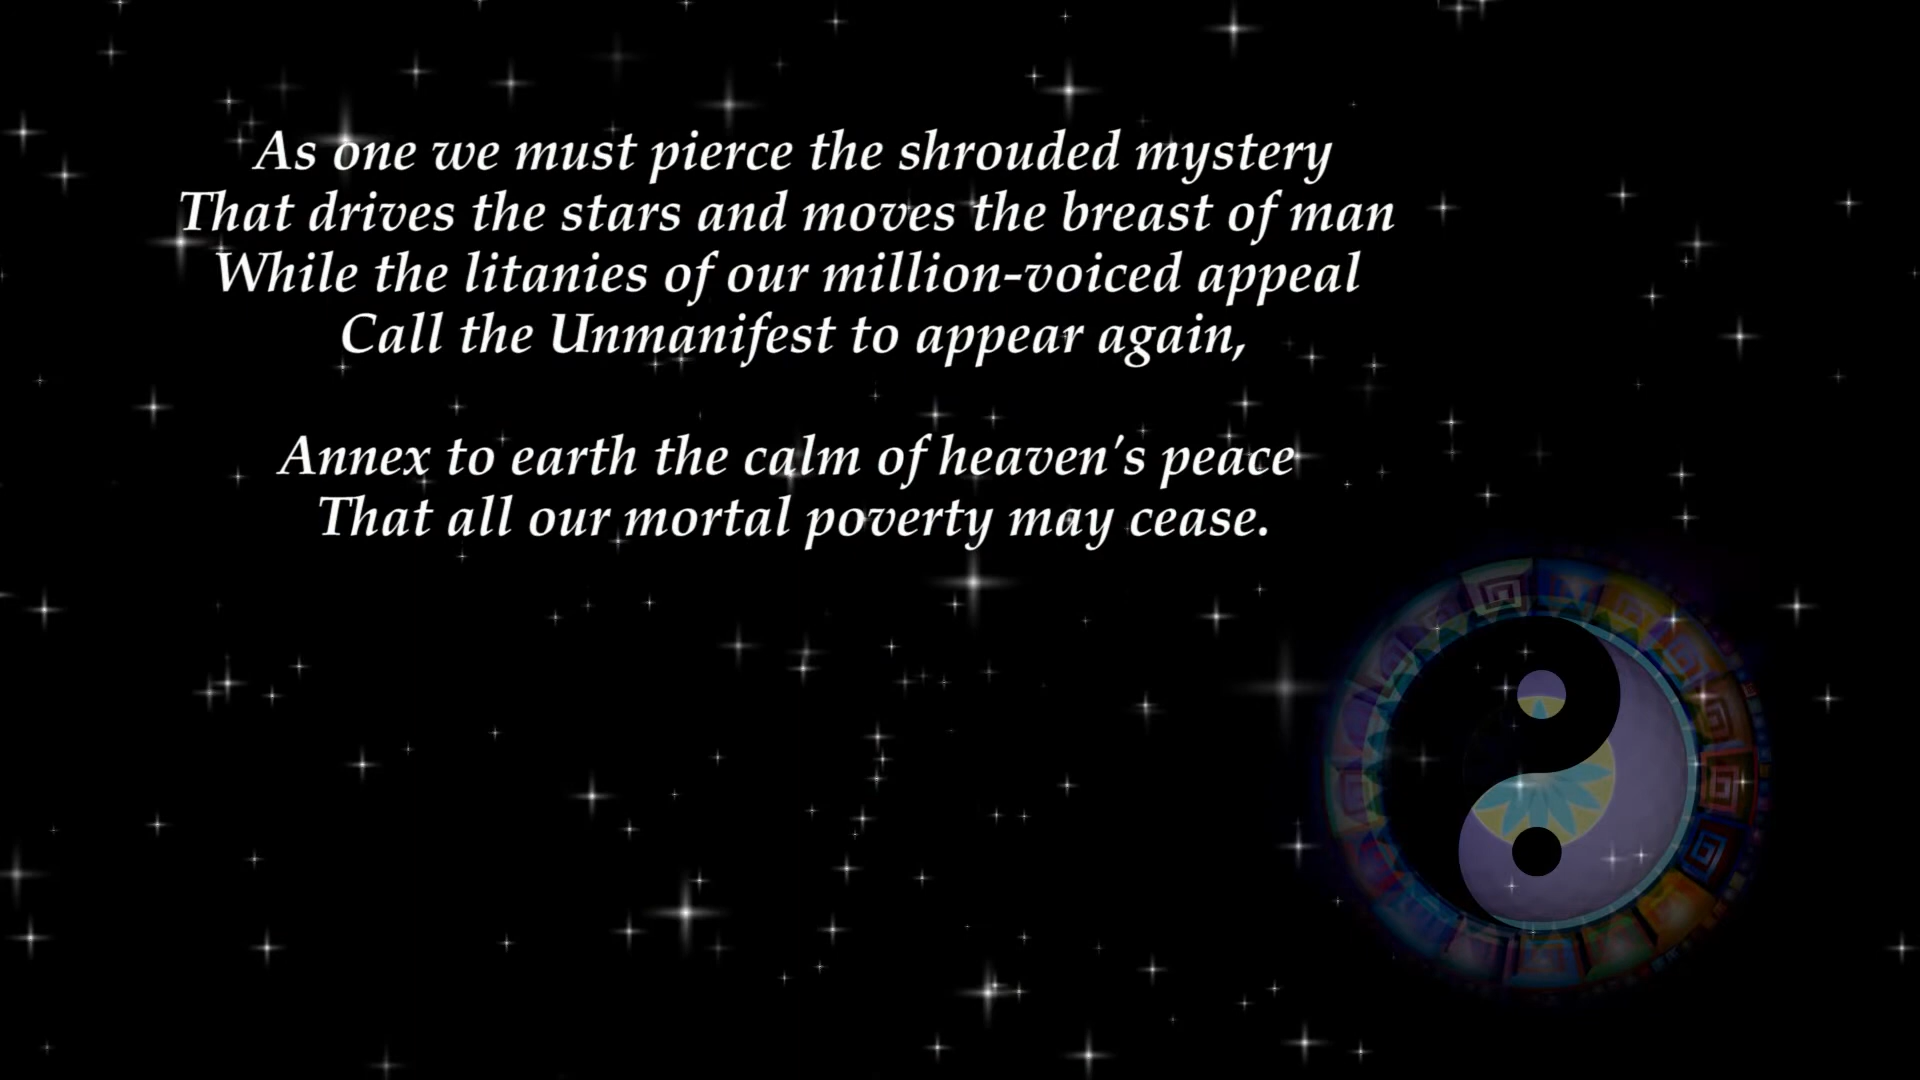 As one we must pierce the shrouded mystery
That drives the stars and moves the breast of man
While the litanies of our million-voiced appeal
Call the Unmanifest to appear again,
Annex to earth the calm of heaven's peace
That all our mortal poverty may cease.